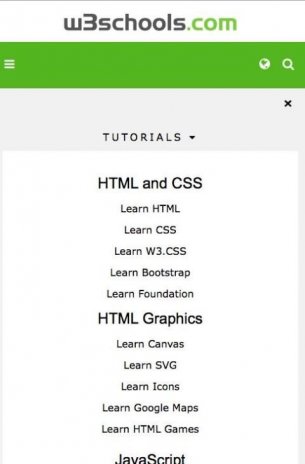 w3schools.com
TUTORIALS
HTML and CSS
Learn HTML
Learn CSS
Learn W3.CSS
Learn Bootstrap
Learn Foundation
HTML Graphics
Learn Canvas
Learn SVG
Learn Icons
Learn Google Maps
Learn HTML Games
JavaScript